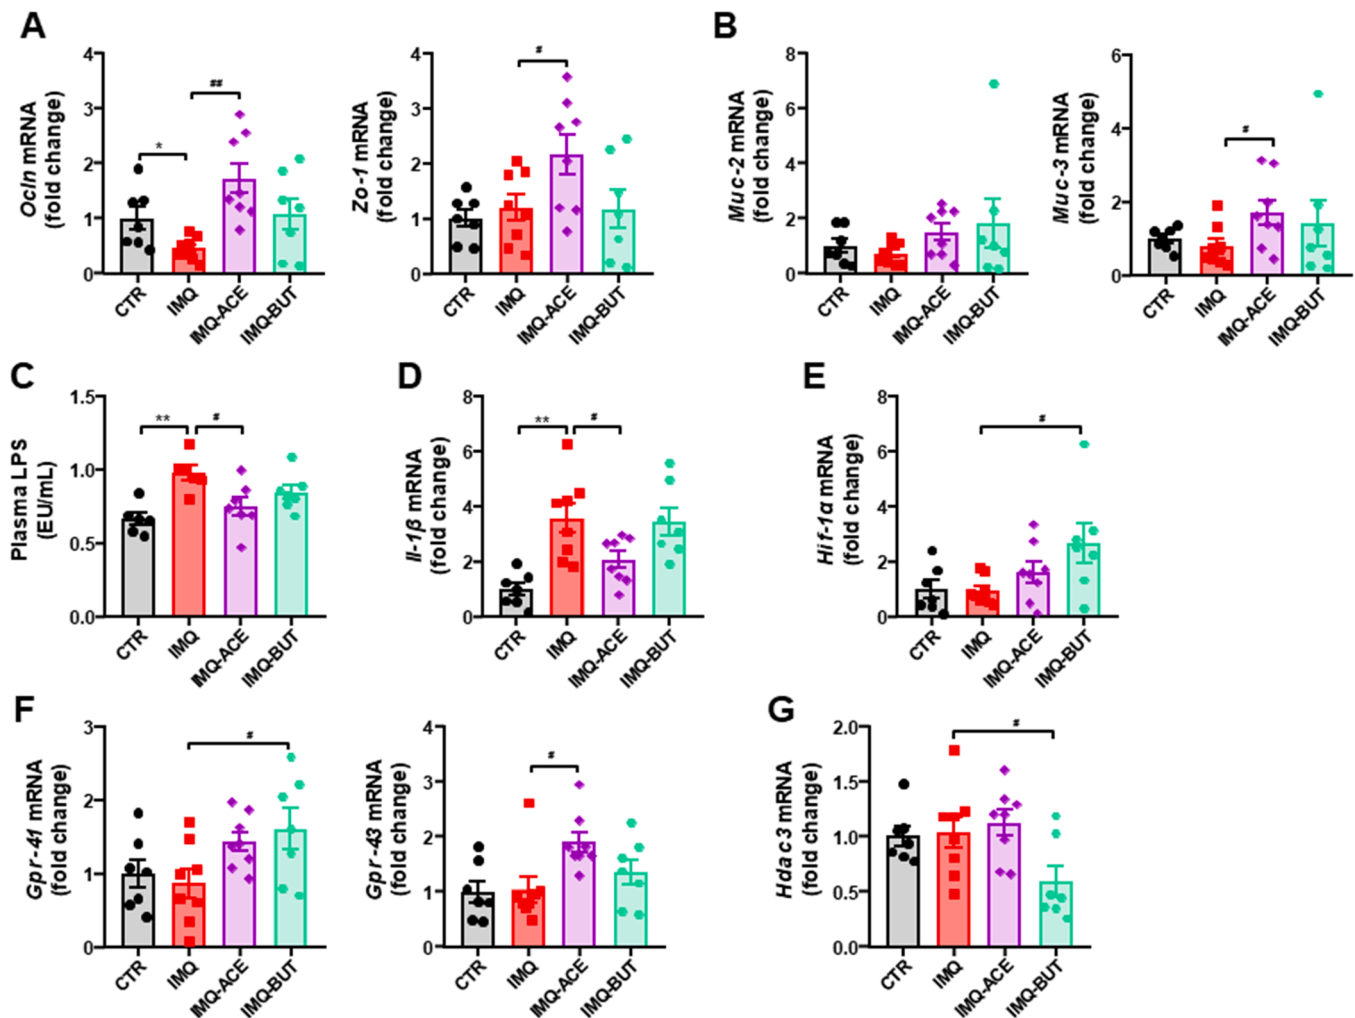 A
B
Ocln mRNA
(fold change)
4
3
2
1
0
*
##
CTR
IMQ
IMQ-ACE
IMQ-BUT
Zo-1 mRNA
(fold change)
4
3
2
1
0
#
CTR
IMQ
IMQ-ACE
IMQ-BUT
Muc-2 mRNA
(fold change)
8
6
4
2
0
CTR
IMQ
IMQ-ACE
IMQ-BUT
Muc-3 mRNA
(fold change)
6
4
2
0
#
CTR
IMQ
IMQ-ACE
IMQ-BUT
C
D
E
Plasma LPS
(EU/mL)
1.5
1.0
0.5
0.0
**
#
CTR
IMQ
IMQ-ACE
IMQ-BUT
Il-1β mRNA
(fold change)
8
6
4
2
0
**
#
CTR
IMQ
IMQ-ACE
IMQ-BUT
Hif-1α mRNA
(fold change)
8
6
4
2
0
#
CTR
IMQ
IMQ-ACE
IMQ-BUT
F
G
Gpr-41 mRNA
(fold change)
3
2
1
0
#
CTR
IMQ
IMQ-ACE
IMQ-BUT
Gpr-43 mRNA
(fold change)
4
3
2
1
0
#
CTR
IMQ
IMQ-ACE
IMQ-BUT
Hdac3 mRNA
(fold change)
2.0
1.5
1.0
0.5
0.0
#
CTR
IMQ
IMQ-ACE
IMQ-BUT